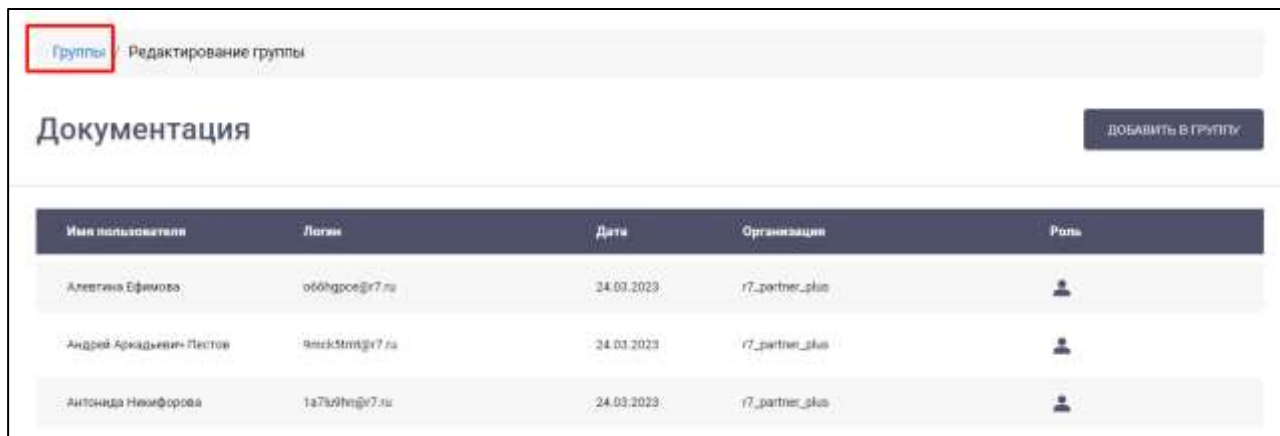 Группы / Редактирование группы
Документация
ДОБАВИТЬ В ГРУППУ
Имя пользователя Логин Дата Организация Роль
Алевтина Ефимова 24.03.2023 r7_partner_plus
Андрей Аркадьевич Пестов 24.03.2023 r7_partner_plus
Антонида Никифорова 24.03.2023 r7_partner_plus